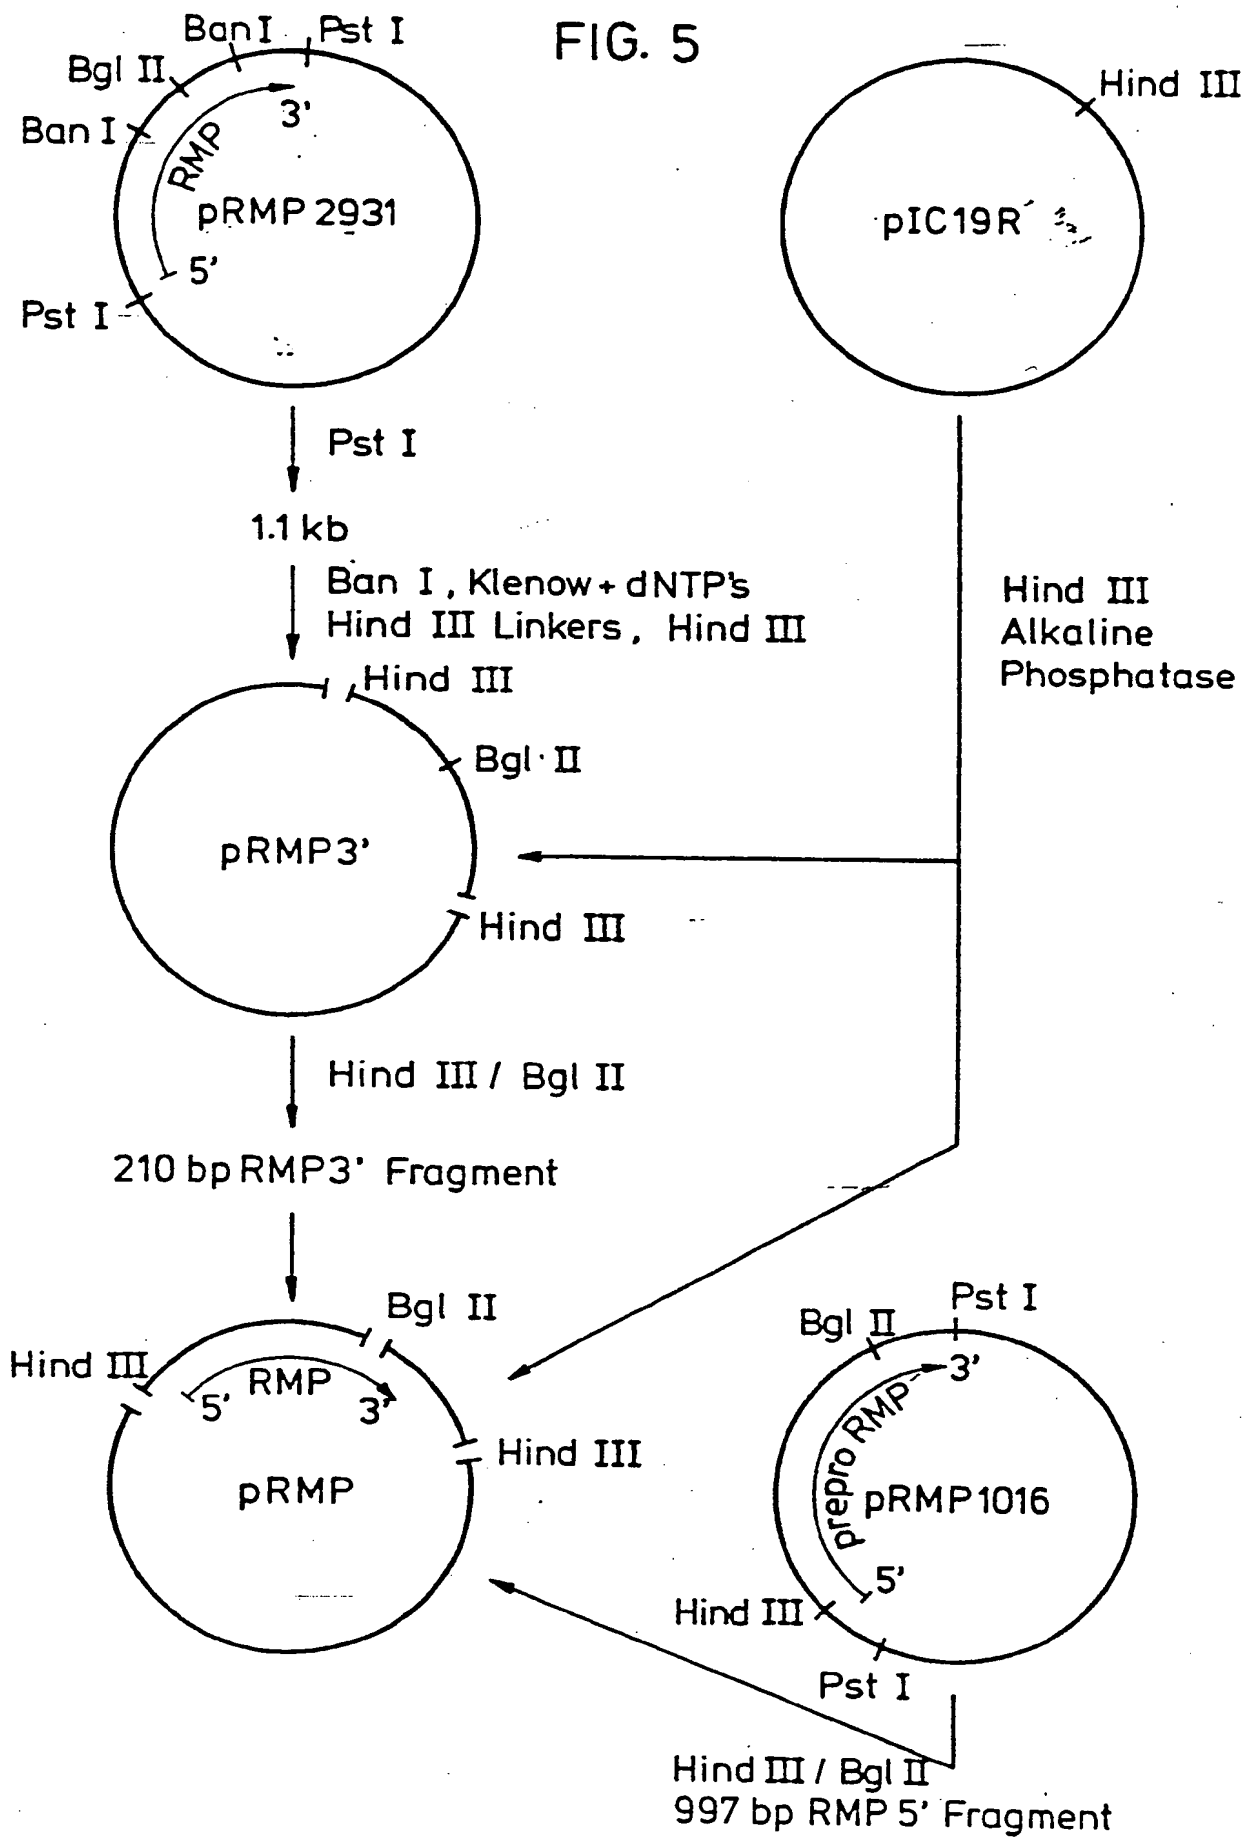 FIG. 5
Ban I
Pst I
Bgl II
Ban I
3'
RMP
pRMP 2931
5'
Pst I
Hind III
pIC19R
Pst I
1.1 kb
Ban I, Klenow + dNTP's
Hind III Linkers, Hind III
Hind III
Alkaline
Phosphatase
Hind III
Bgl II
pRMP3'
Hind III
Hind III / Bgl II
210 bp RMP3' Fragment
Bgl II
Hind III
RMP
5'
3'
Hind III
pRMP
Pst I
Bgl II
3'
prepro RMP
pRMP1016
5'
Hind III
Pst I
Hind III / Bgl II
997 bp RMP 5' Fragment